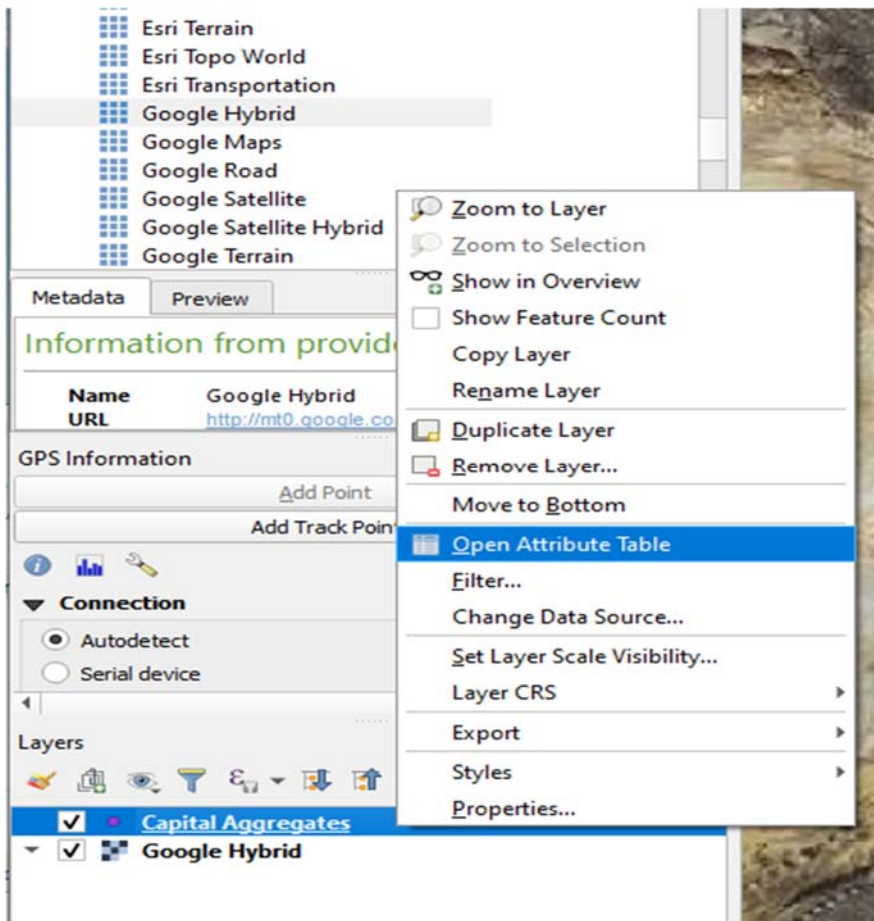 Esri Terrain
Esri Topo World
Esri Transportation
Google Hybrid
Google Maps
Google Road
Google Satellite
Google Satellite Hybrid
Google Terrain
Metadata
Preview
Information from provid
Name Google Hybrid
URL http://mt0.google.co
GPS Information
Add Point
Add Track Poin
Connection
Autodetect
Serial device
Layers
Capital Aggregates
Google Hybrid
Zoom to Layer
Zoom to Selection
Show in Overview
Show Feature Count
Copy Layer
Rename Layer
Duplicate Layer
Remove Layer...
Move to Bottom
Open Attribute Table
Filter...
Change Data Source...
Set Layer Scale Visibility...
Layer CRS
Export
Styles
Properties...